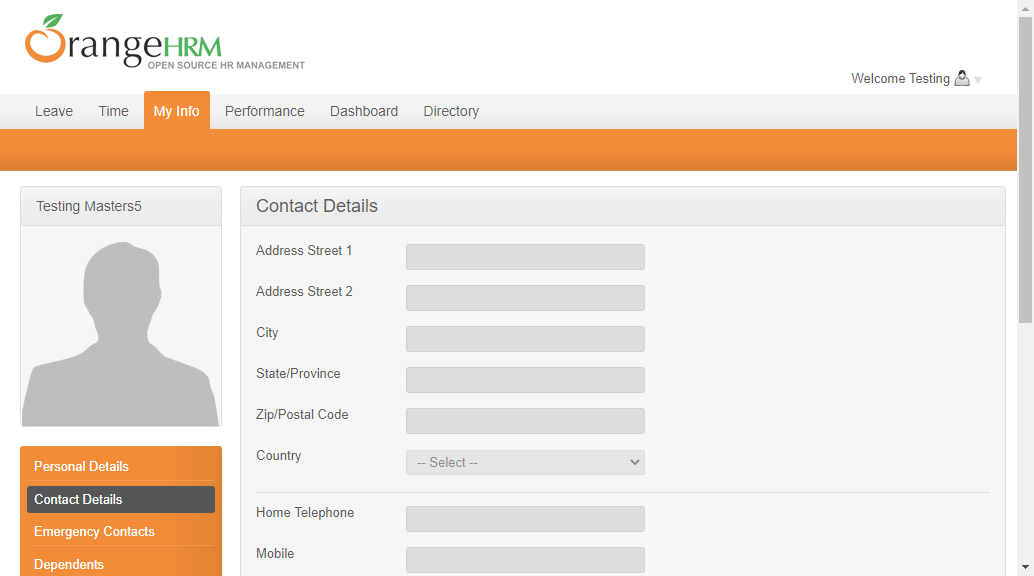 OrangeHRM
OPEN SOURCE HR MANAGEMENT
Welcome Testing
Leave Time My Info Performance Dashboard Directory
Testing Masters5
Contact Details
Address Street 1
Address Street 2
City
State/Province
Zip/Postal Code
Country -- Select --
Home Telephone
Mobile
Personal Details
Contact Details
Emergency Contacts
Dependents